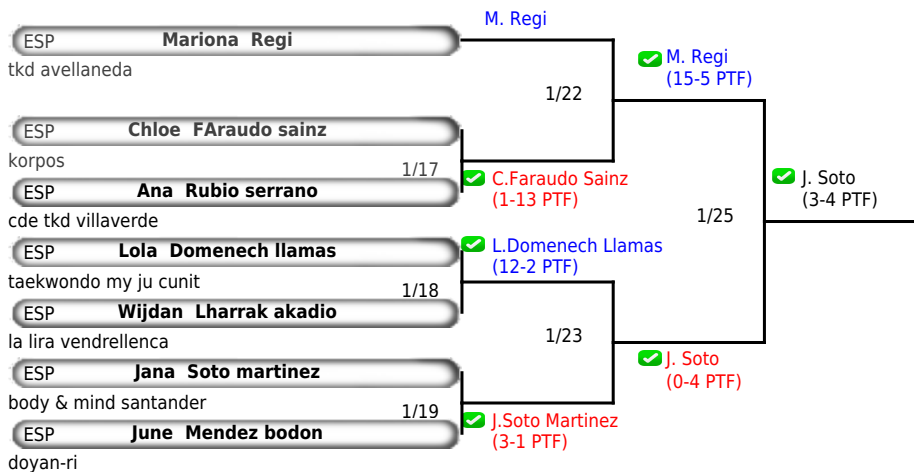 M. Regi
ESP Mariona Regi
tkd avellaneda
M. Regi
(15-5 PTF)
1/22
ESP Chloe FAraudo sainz
korpos
1/17
C.Faraudo Sainz
(1-13 PTF)
ESP Ana Rubio serrano
cde tkd villaverde
J. Soto
(3-4 PTF)
1/25
ESP Lola Domenech llamas
taekwondo my ju cunit
L.Domenech Llamas
(12-2 PTF)
1/18
ESP Wijdan Lharrak akadio
la lira vendrellenca
1/23
J. Soto
(0-4 PTF)
ESP Jana Soto martinez
body & mind santander
1/19
J.Soto Martinez
(3-1 PTF)
ESP June Mendez bodon
doyan-ri